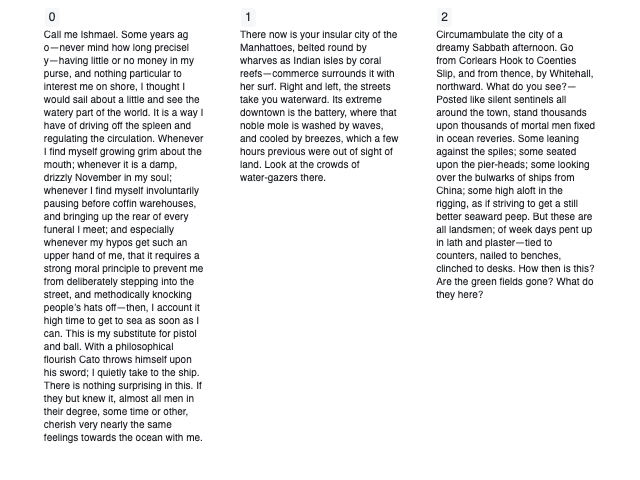 0
Call me Ishmael. Some years ag
o—never mind how long precisel
y—having little or no money in my
purse, and nothing particular to
interest me on shore, I thought I
would sail about a little and see the
watery part of the world. It is a way I
have of driving off the spleen and
regulating the circulation. Whenever
I find myself growing grim about the
mouth; whenever it is a damp,
drizzly November in my soul;
whenever I find myself involuntarily
pausing before coffin warehouses,
and bringing up the rear of every
funeral I meet; and especially
whenever my hypos get such an
upper hand of me, that it requires a
strong moral principle to prevent me
from deliberately stepping into the
street, and methodically knocking
people's hats off—then, I account it
high time to get to sea as soon as I
can. This is my substitute for pistol
and ball. With a philosophical
flourish Cato throws himself upon
his sword; I quietly take to the ship.
There is nothing surprising in this. If
they but knew it, almost all men in
their degree, some time or other,
cherish very nearly the same
feelings towards the ocean with me.
1
There now is your insular city of the
Manhattoes, belted round by
wharves as Indian isles by coral
reefs—commerce surrounds it with
her surf. Right and left, the streets
take you waterward. Its extreme
downtown is the battery, where that
noble mole is washed by waves,
and cooled by breezes, which a few
hours previous were out of sight of
land. Look at the crowds of
water-gazers there.
2
Circumambulate the city of a
dreamy Sabbath afternoon. Go
from Corlears Hook to Coenties
Slip, and from thence, by Whitehall,
northward. What do you see?—
Posted like silent sentinels all
around the town, stand thousands
upon thousands of mortal men fixed
in ocean reveries. Some leaning
against the spiles; some seated
upon the pier-heads; some looking
over the bulwarks of ships from
China; some high aloft in the
rigging, as if striving to get a still
better seaward peep. But these are
all landsmen; of week days pent up
in lath and plaster—tied to
counters, nailed to benches,
clinched to desks. How then is this?
Are the green fields gone? What do
they here?